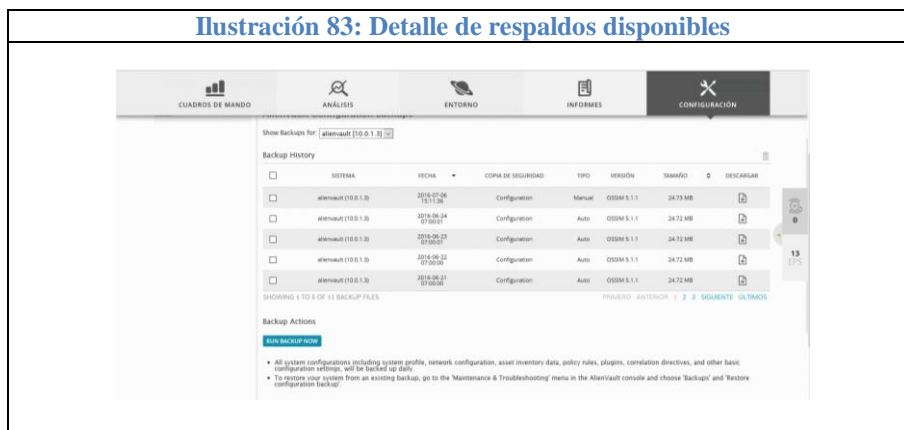 Ilustración 83: Detalle de respaldos disponibles
CUADROS DE MANDO ANÁLISIS ENTORNO INFORMES CONFIGURACIÓN
Show Backups for: alienvault [10.0.1.3]
Backup History
SISTEMA FECHA COPIA DE SEGURIDAD TIPO VERSIÓN TAMAÑO DESCARGAR
alienvault (10.0.1.3) 2016-07-06 15:11:36 Configuration Manual OSSIM 5.1.1 24.73 MB
alienvault (10.0.1.3) 2016-06-24 07:00:01 Configuration Auto OSSIM 5.1.1 24.72 MB
alienvault (10.0.1.3) 2016-06-23 07:00:01 Configuration Auto OSSIM 5.1.1 24.72 MB
alienvault (10.0.1.3) 2016-06-22 07:00:00 Configuration Auto OSSIM 5.1.1 24.72 MB
alienvault (10.0.1.3) 2016-06-21 07:00:00 Configuration Auto OSSIM 5.1.1 24.72 MB
SHOWING 1 TO 5 OF 11 BACKUP FILES PRIMERO ANTERIOR 1 2 3 SIGUIENTE ÚLTIMOS
0
13
EPS
Backup Actions
RUN BACKUP NOW
• All system configurations including system profile, network configuration, asset inventory data, policy rules, plugins, correlation directives, and other basic
configuration settings, will be backed up daily.
• To restore your system from an existing backup, go to the 'Maintenance & Troubleshooting' menu in the AlienVault console and choose 'Backups' and 'Restore
configuration backup'.